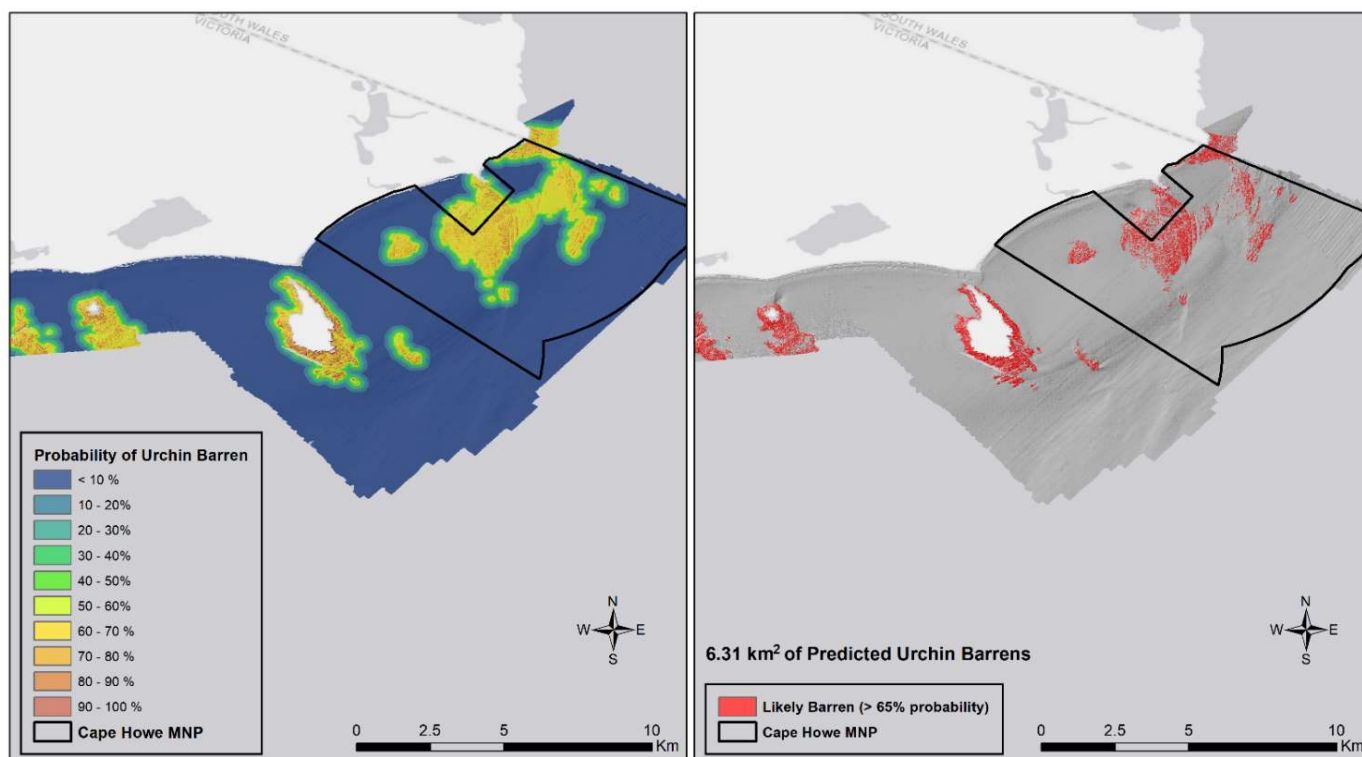 SOUTH WALES
VICTORIA
Probability of Urchin Barren
< 10 %
10 - 20%
20 - 30%
30 - 40%
40 - 50%
50 - 60%
60 - 70 %
70 - 80 %
80 - 90 %
90 - 100 %
Cape Howe MNP
N
W E
S
0 2.5 5 10
Km
SOUTH WALES
VICTORIA
N
W E
S
6.31 km² of Predicted Urchin Barrens
Likely Barren (> 65% probability)
Cape Howe MNP
0 2.5 5 10
Km